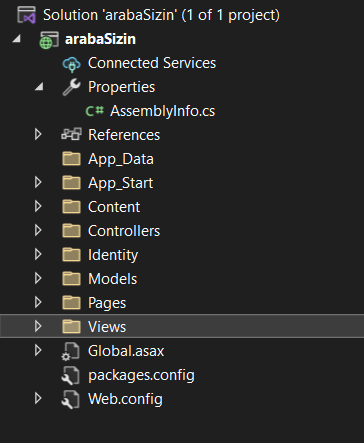 Solution 'arabaSizin' (1 of 1 project)
arabaSizin
Connected Services
Properties
AssemblyInfo.cs
References
App_Data
App_Start
Content
Controllers
Identity
Models
Pages
Views
Global.asax
packages.config
Web.config